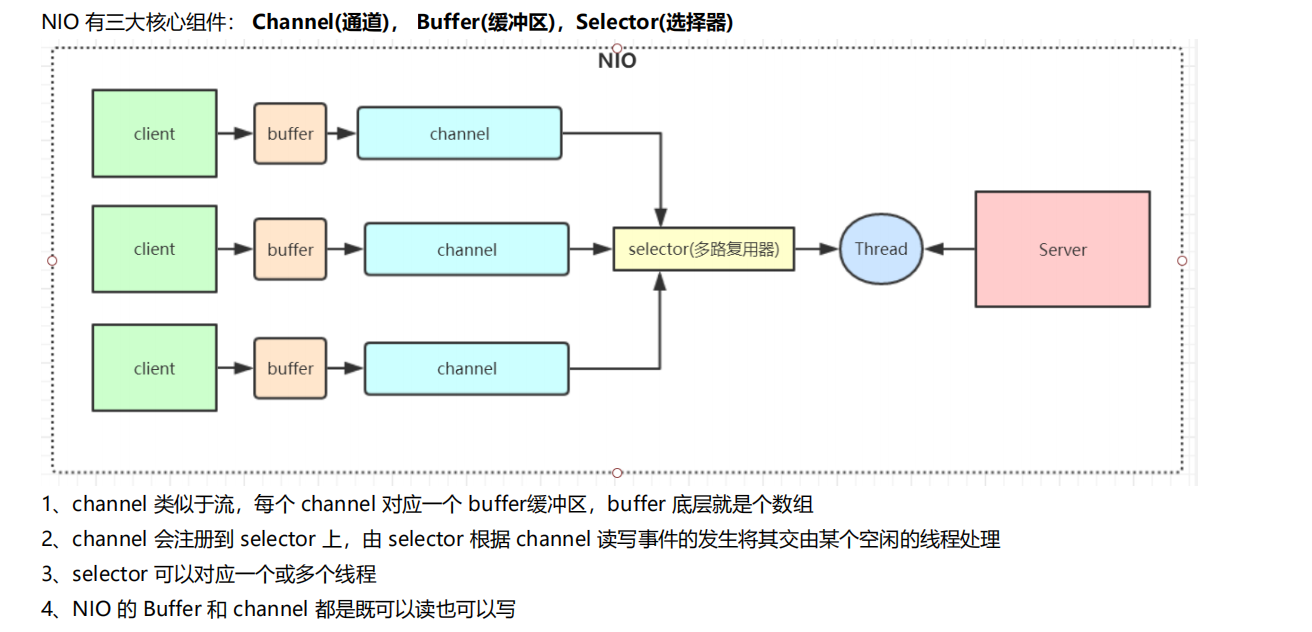 NIO 有三大核心组件： Channel(通道)， Buffer(缓冲区)，Selector(选择器)
NIO
client buffer channel
client buffer channel selector(多路复用器) Thread Server
client buffer channel
1、channel 类似于流，每个 channel 对应一个 buffer缓冲区，buffer 底层就是个数组
2、channel 会注册到 selector 上，由 selector 根据 channel 读写事件的发生将其交由某个空闲的线程处理
3、selector 可以对应一个或多个线程
4、NIO 的 Buffer 和 channel 都是既可以读也可以写